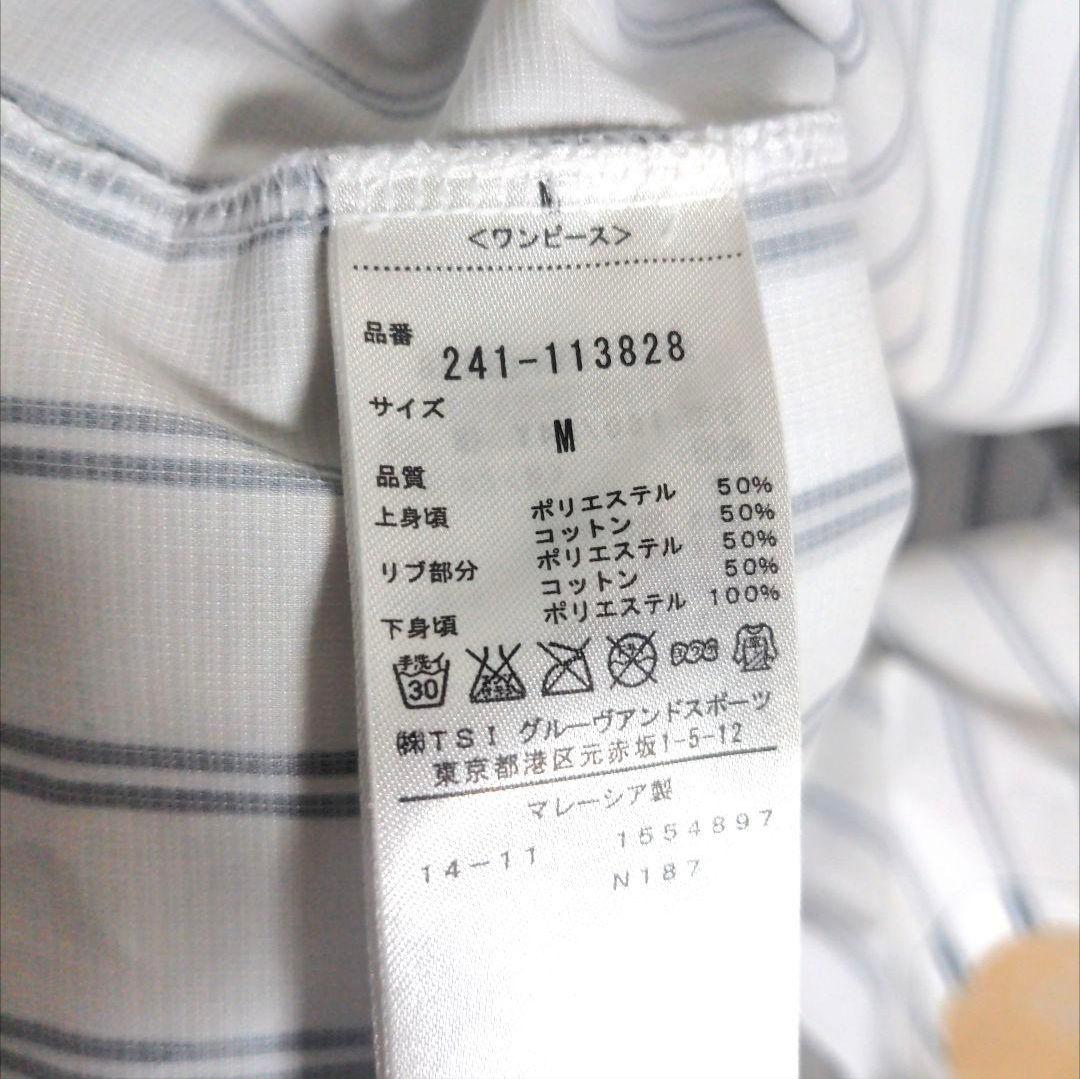 <ワンピース>
品番
241-113828
サイズ
M
品質
上身頃 ポリエステル 50%
コットン 50%
リブ部分 ポリエステル 50%
コットン 50%
下身頃 ポリエステル 100%
手洗イ
30
㈱TSI グルーヴアンドスポーツ
東京都港区元赤坂1-5-12
マレーシア製
14-11 1554897
N187